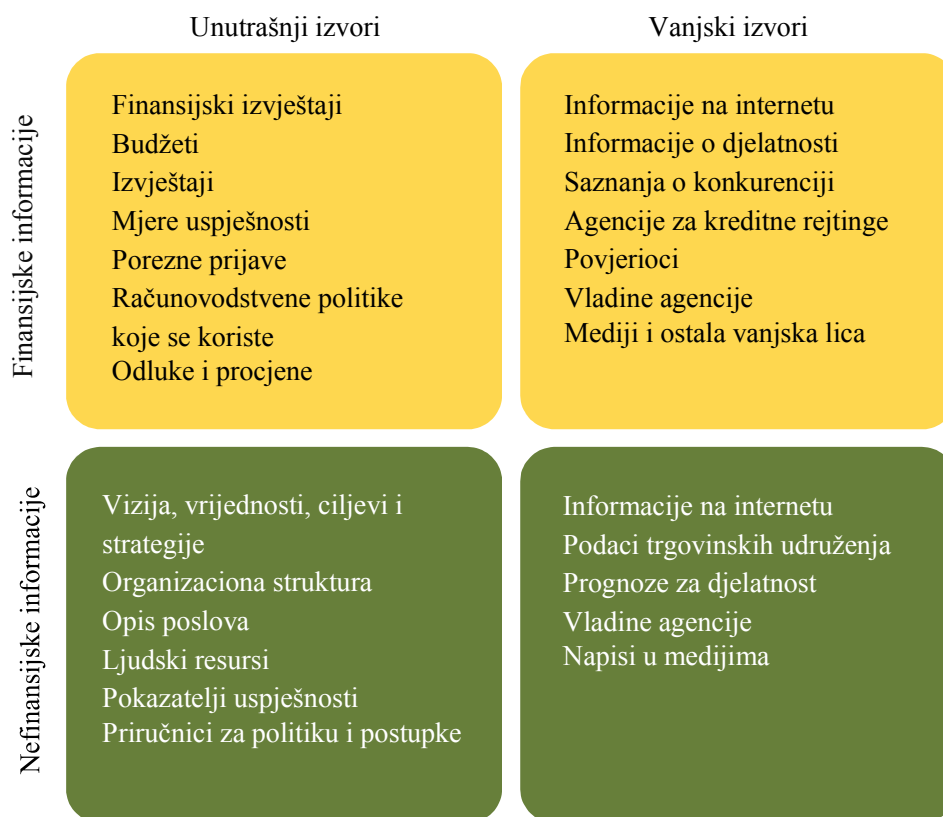 Unutrašnji izvori
Vanjski izvori
Finansijske informacije
Finansijski izvještaji
Budžeti
Izvještaji
Mjere uspješnosti
Porezne prijave
Računovodstvene politike
koje se koriste
Odluke i procjene
Informacije na internetu
Informacije o djelatnosti
Saznanja o konkurenciji
Agencije za kreditne rejtinge
Povjerioci
Vladine agencije
Mediji i ostala vanjska lica
Nefinansijske informacije
Vizija, vrijednosti, ciljevi i
strategije
Organizaciona struktura
Opis poslova
Ljudski resursi
Pokazatelji uspješnosti
Priručnici za politiku i postupke
Informacije na internetu
Podaci trgovinskih udruženja
Prognoze za djelatnost
Vladine agencije
Napisi u medijima